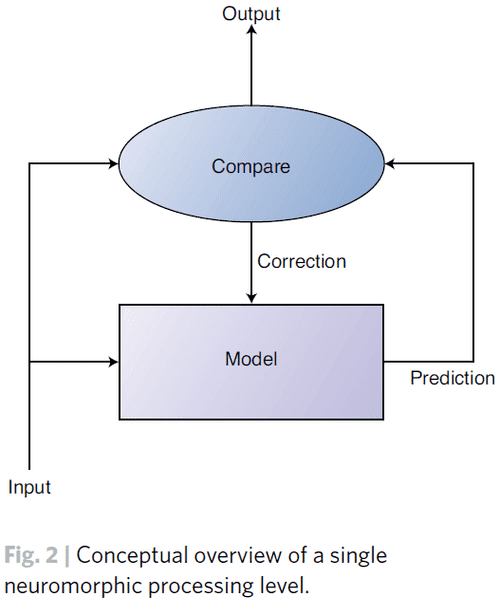 Output
Compare
Correction
Model
Prediction
Input
Fig. 2 | Conceptual overview of a single
neuromorphic processing level.